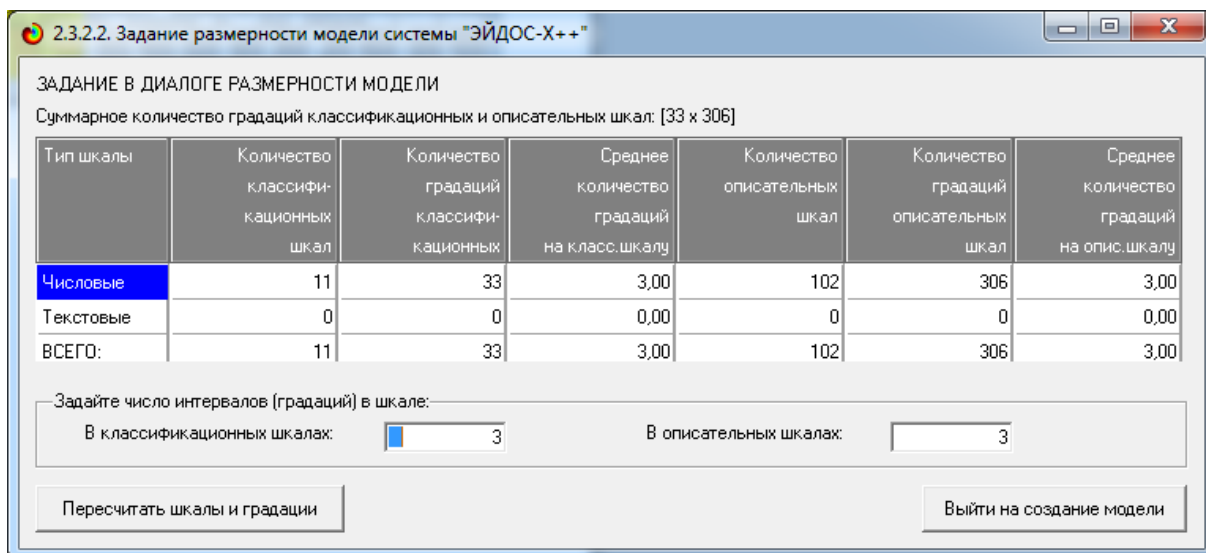 2.3.2.2. Задание размерности модели системы "ЭЙДОС-X++"
ЗАДАНИЕ В ДИАЛОГЕ РАЗМЕРНОСТИ МОДЕЛИ
Суммарное количество градаций классификационных и описательных шкал: [33 x 306]
Тип шкалы Количество Количество Среднее Количество Количество Среднее
классифи- градаций количество описательных градаций количество
кационных классифи- градаций шкал описательных градаций
шкал кационных на класс.шкалу шкал на опис.шкалу
Числовые 11 33 3,00 102 306 3,00
Текстовые 0 0 0,00 0 0 0,00
ВСЕГО: 11 33 3,00 102 306 3,00
Задайте число интервалов (градаций) в шкале:
В классификационных шкалах: 3 В описательных шкалах: 3
Пересчитать шкалы и градации Выйти на создание модели